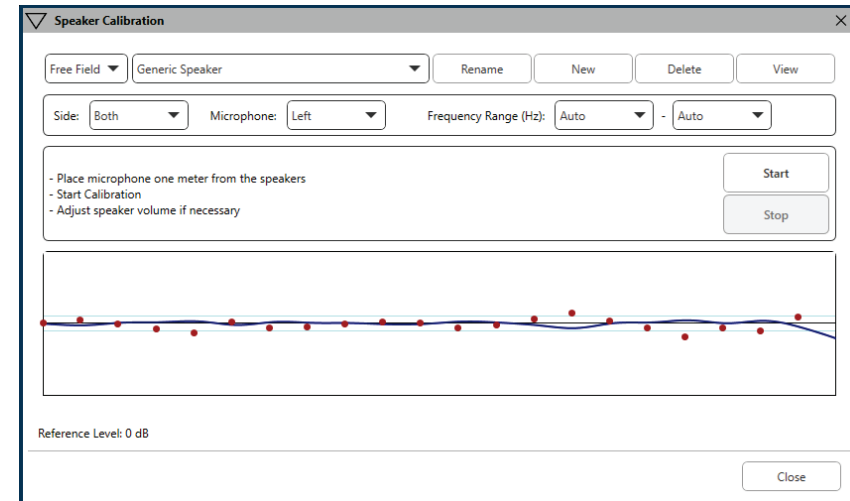 Speaker Calibration
Free Field Generic Speaker Rename New Delete View
Side: Both Microphone: Left Frequency Range (Hz): Auto - Auto
- Place microphone one meter from the speakers
- Start Calibration
- Adjust speaker volume if necessary
Start
Stop
Reference Level: 0 dB
Close